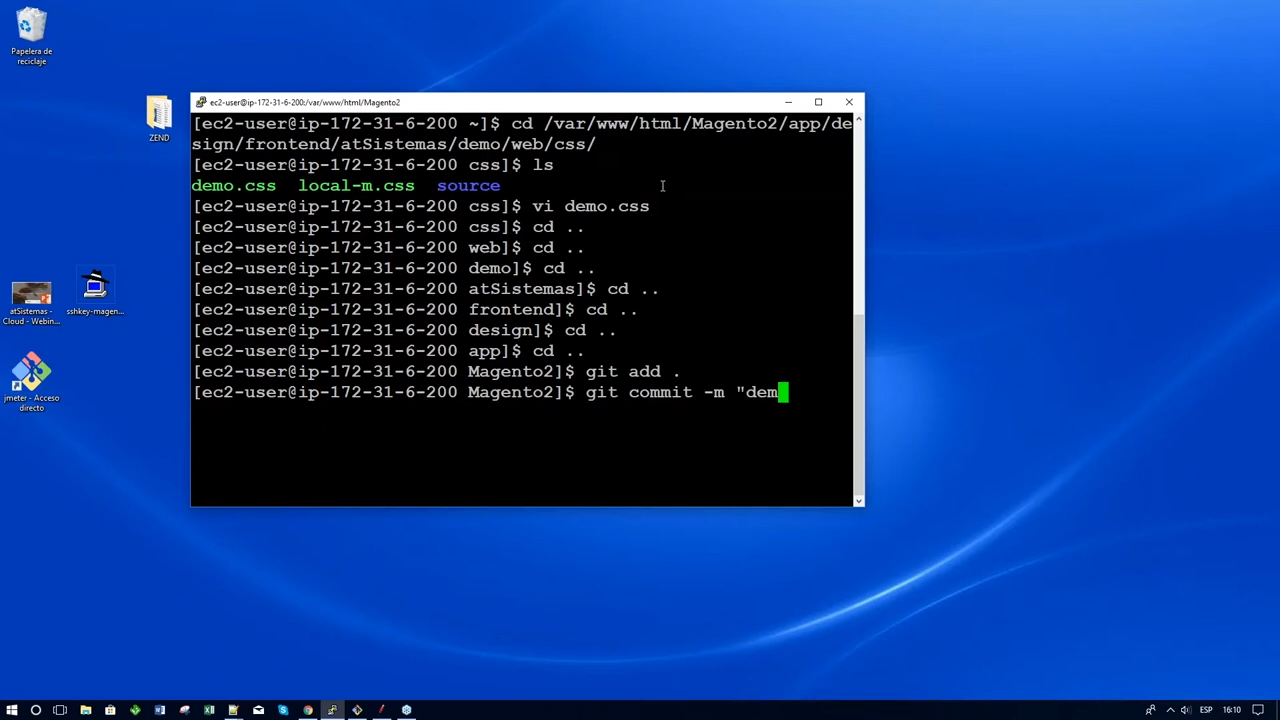 Papelera de
reciclaje
ZEND
atSistemas -
Cloud - Webin...
sshkey-magen...
jmeter - Acceso
directo
ec2-user@ip-172-31-6-200:/var/www/html/Magento2
[ec2-user@ip-172-31-6-200 ~]$ cd /var/www/html/Magento2/app/de
sign/frontend/atSistemas/demo/web/css/
[ec2-user@ip-172-31-6-200 css]$ ls
demo.css  local-m.css  source
[ec2-user@ip-172-31-6-200 css]$ vi demo.css
[ec2-user@ip-172-31-6-200 css]$ cd ..
[ec2-user@ip-172-31-6-200 web]$ cd ..
[ec2-user@ip-172-31-6-200 demo]$ cd ..
[ec2-user@ip-172-31-6-200 atSistemas]$ cd ..
[ec2-user@ip-172-31-6-200 frontend]$ cd ..
[ec2-user@ip-172-31-6-200 design]$ cd ..
[ec2-user@ip-172-31-6-200 app]$ cd ..
[ec2-user@ip-172-31-6-200 Magento2]$ git add .
[ec2-user@ip-172-31-6-200 Magento2]$ git commit -m "dem
ESP
16:10